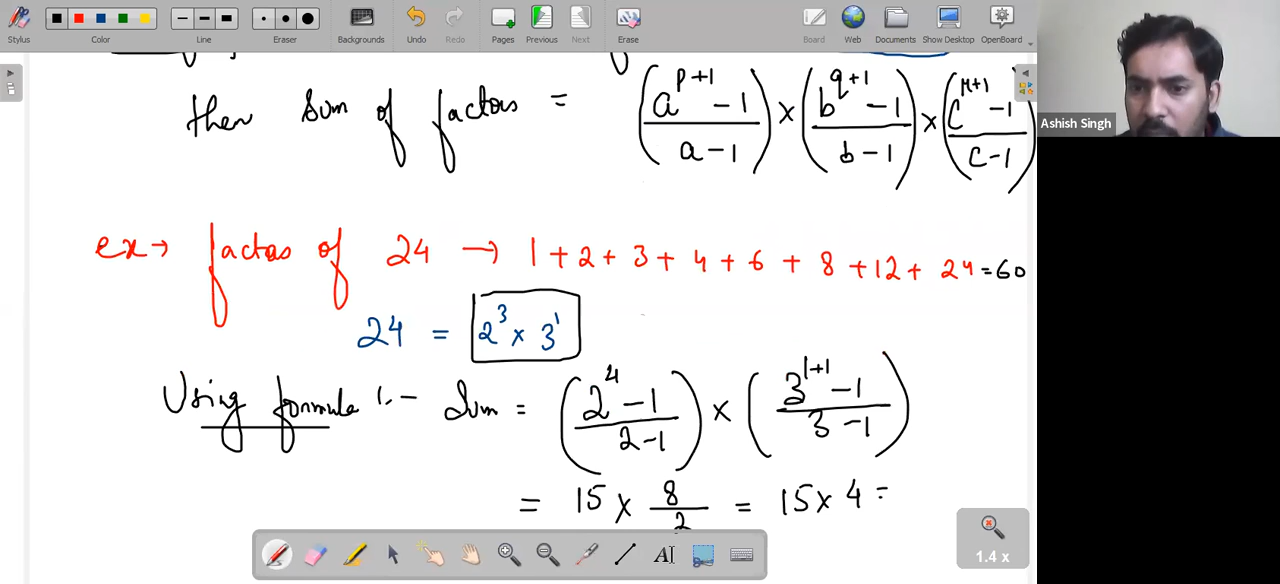 Stylus Color Line Eraser Backgrounds Undo Redo Pages Previous Next Erase Board Web Documents Show Desktop OpenBoard
then sum of factors = (a^(p+1) - 1)/(a - 1) × (b^(q+1) - 1)/(b - 1) × (c^(r+1) - 1)/(c - 1)
Ashish Singh
ex→ factors of 24 → 1 + 2 + 3 + 4 + 6 + 8 + 12 + 24 = 60
24 = 2^3 × 3^1
Using formula :- Sum = (2^4 - 1)/(2 - 1) × (3^(1+1) - 1)/(3 - 1)
= 15 × 8/2 = 15 × 4 =
1.4 x